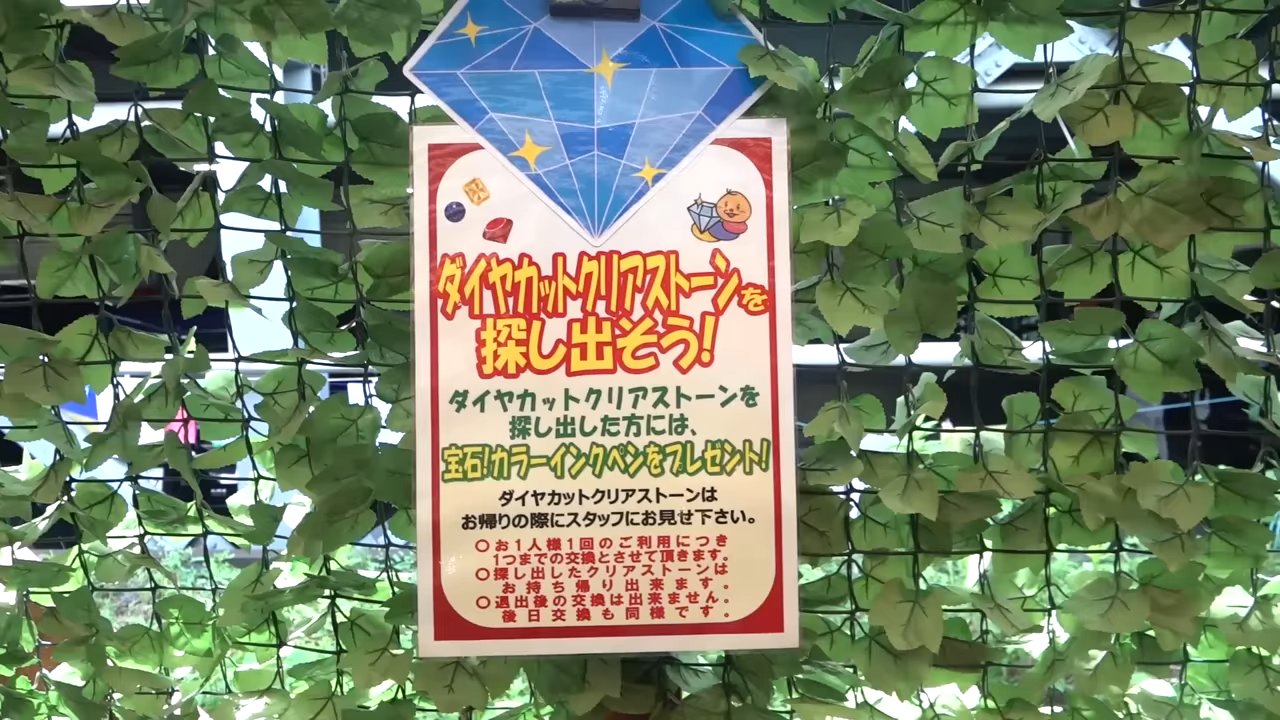 ダイヤカットクリアストーンを
探し出そう!
ダイヤカットクリアストーンを
探し出した方には、
宝石!カラーインクペンをプレゼント!
ダイヤカットクリアストーンは
お帰りの際にスタッフにお見せ下さい。
○お1人様1回のご利用につき
1つまでの交換とさせて頂きます。
○探し出したクリアストーンは
お持ち帰り出来ます。
○退出後の交換は出来ません。
後日交換も同様です。